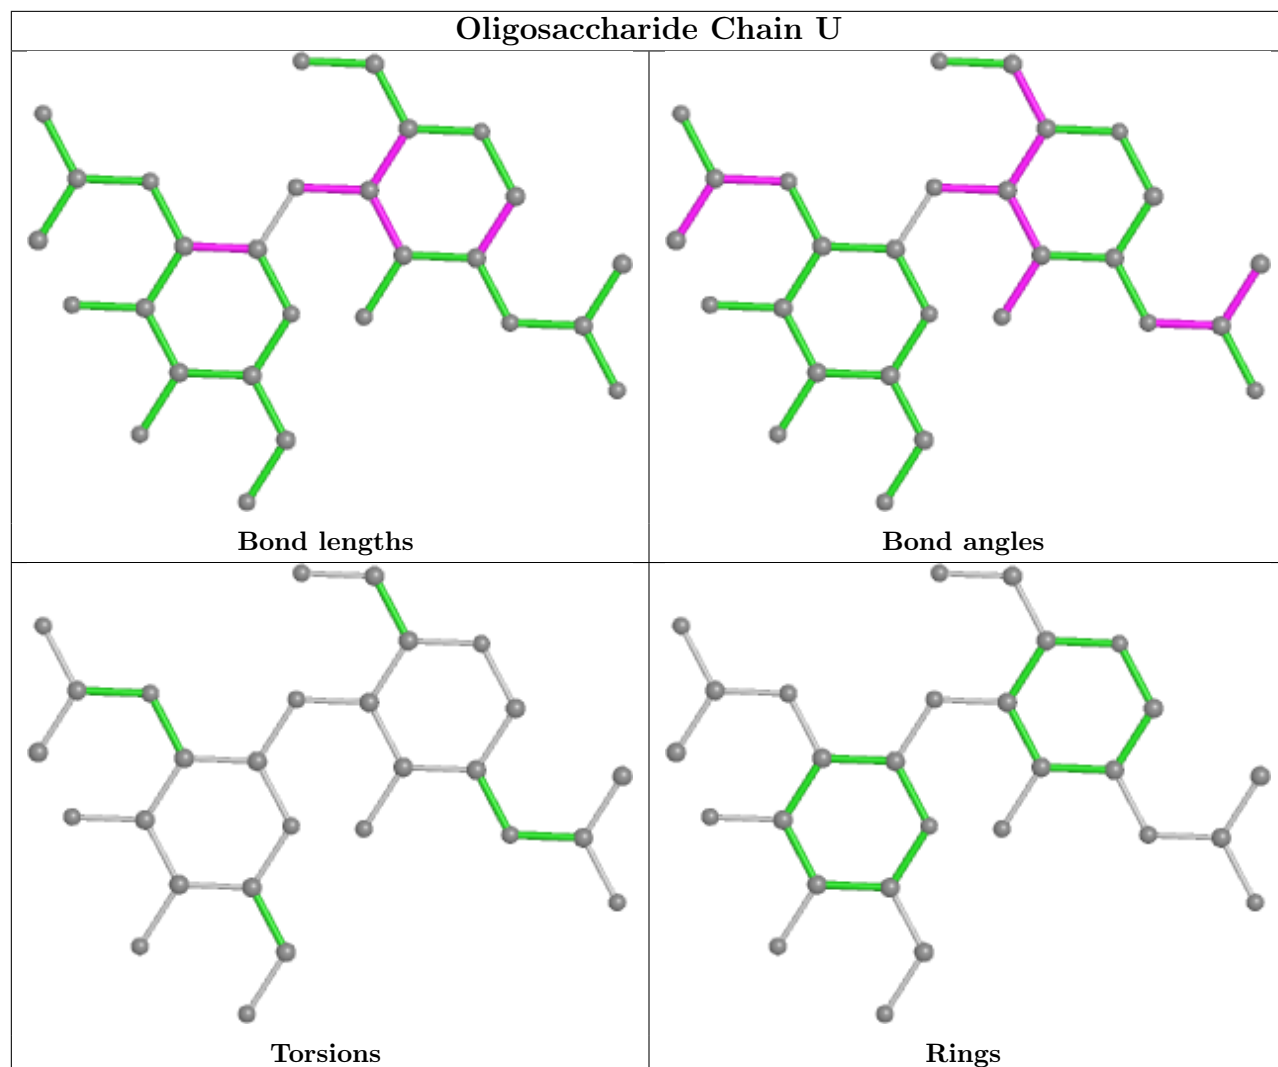 Oligosaccharide Chain U
Bond lengths
Bond angles
Torsions
Rings